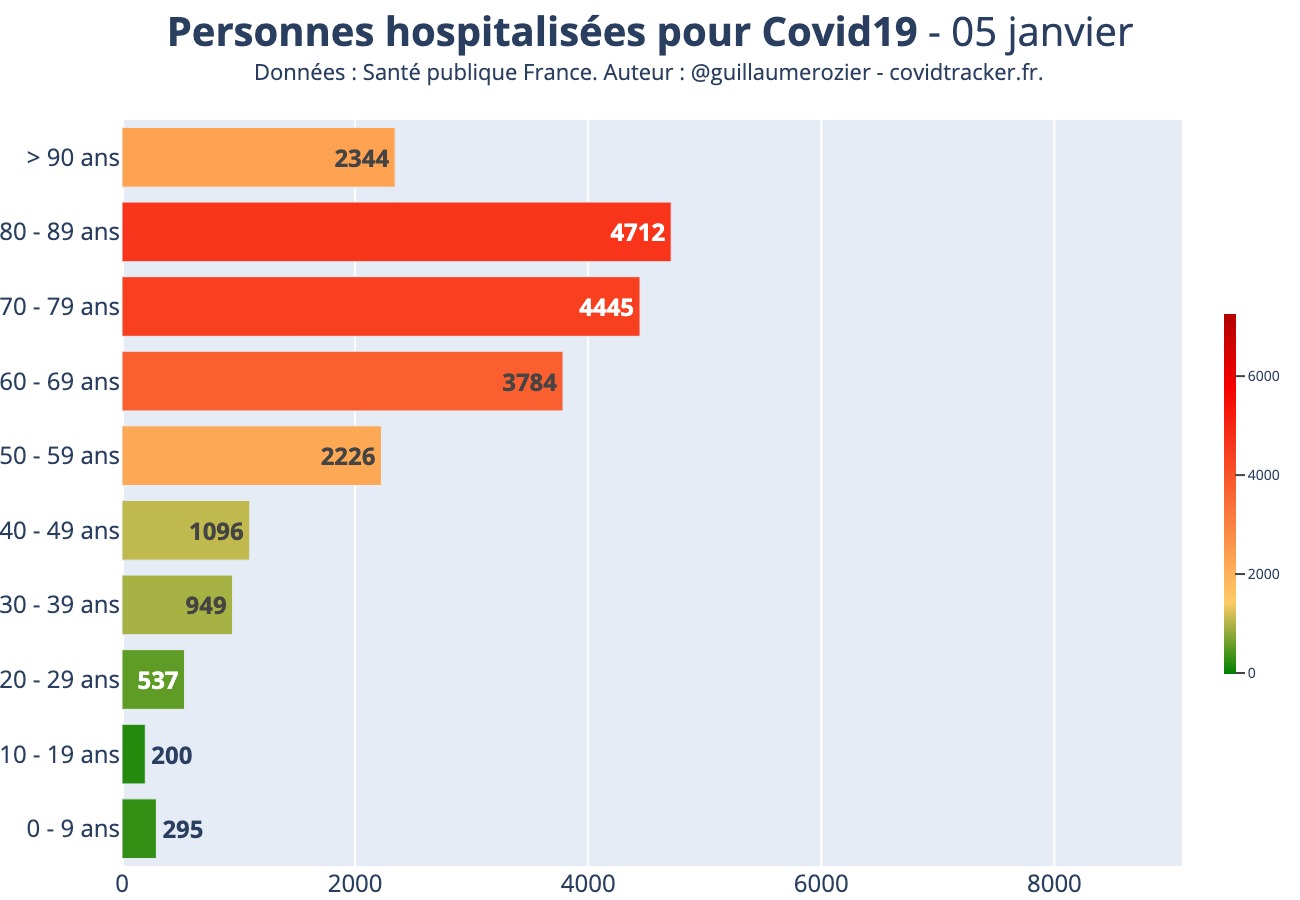 Personnes hospitalisées pour Covid19 - 05 janvier
Données : Santé publique France. Auteur : @guillaumerozier - covidtracker.fr.
> 90 ans 2344
80 - 89 ans 4712
70 - 79 ans 4445
60 - 69 ans 3784
50 - 59 ans 2226
40 - 49 ans 1096
30 - 39 ans 949
20 - 29 ans 537
10 - 19 ans 200
0 - 9 ans 295
0 2000 4000 6000 8000
6000
4000
2000
0